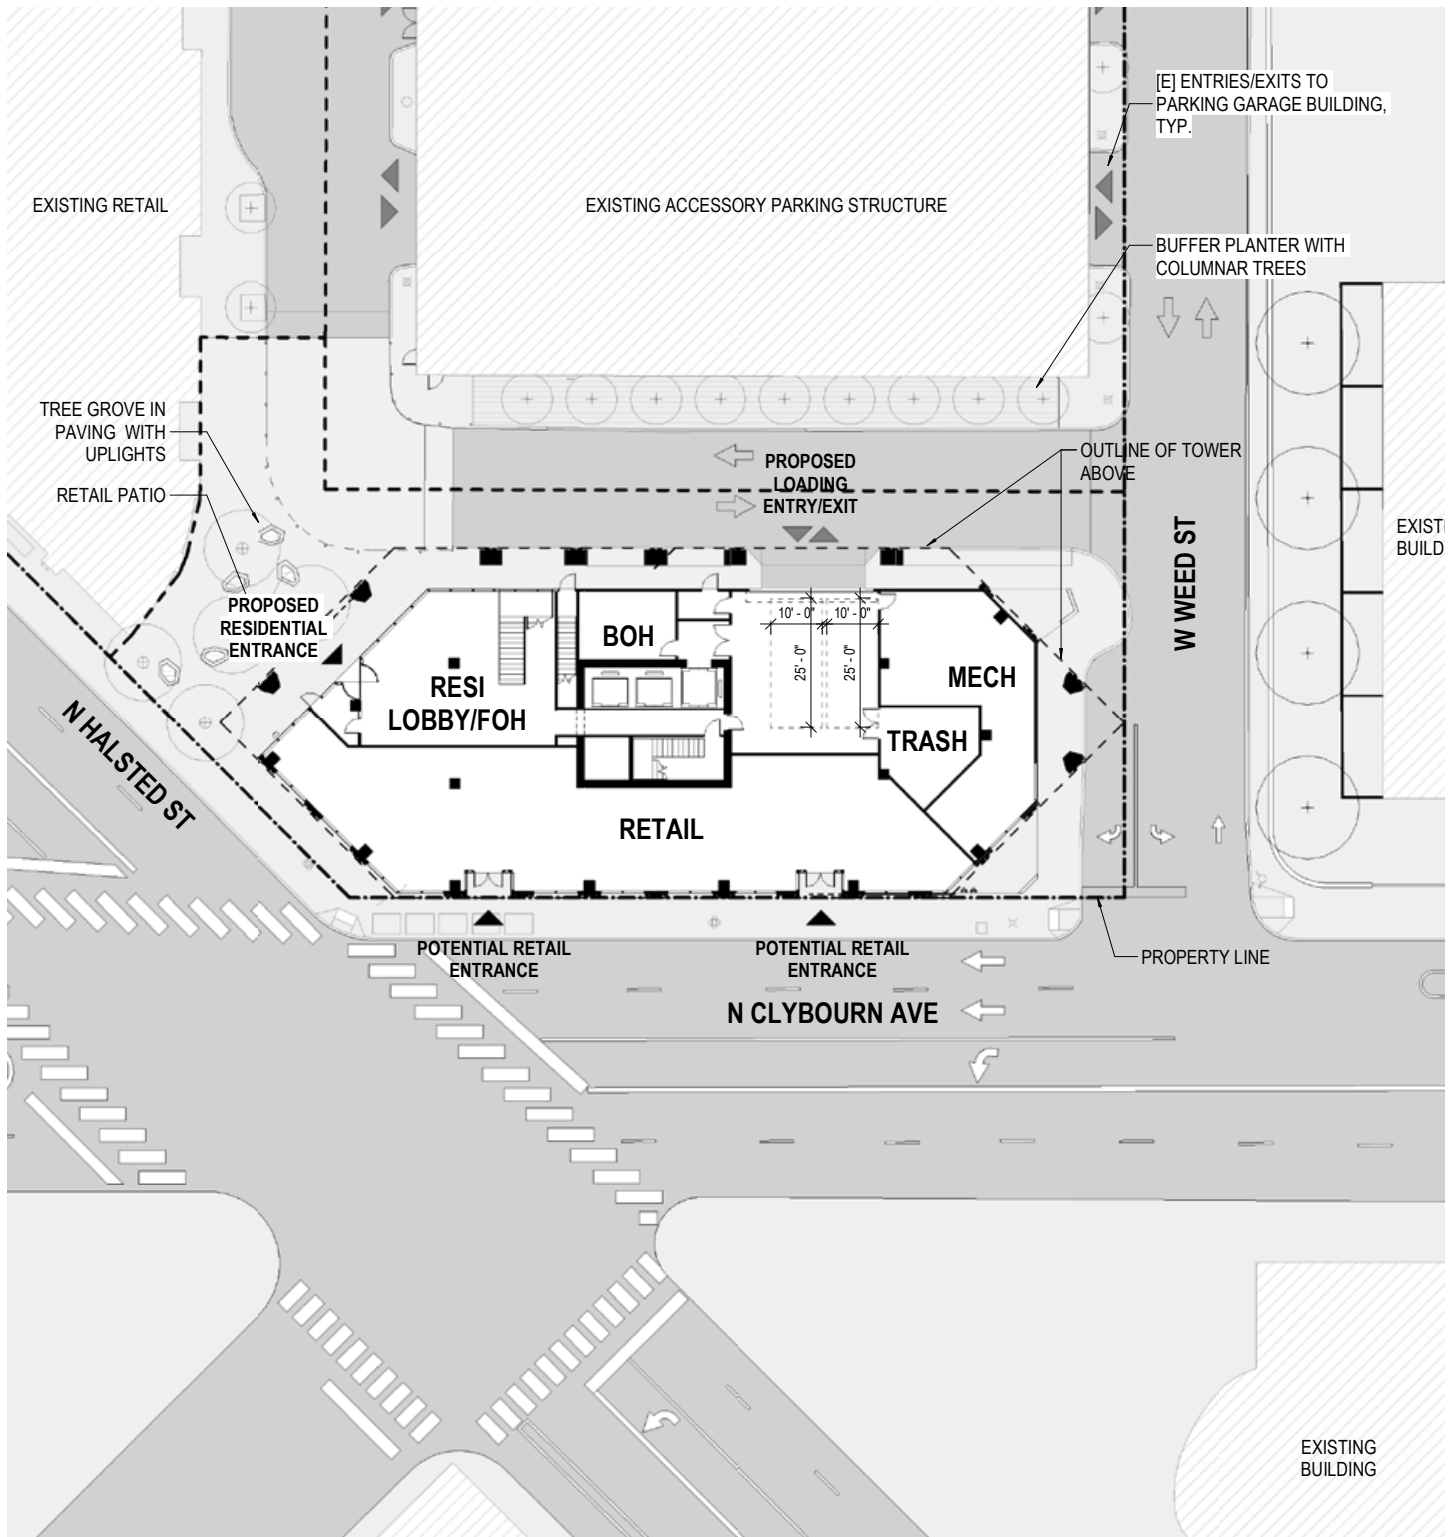 [E] ENTRIES/EXITS TO
PARKING GARAGE BUILDING,
TYP.
EXISTING RETAIL
EXISTING ACCESSORY PARKING STRUCTURE
BUFFER PLANTER WITH
COLUMNAR TREES
TREE GROVE IN
PAVING WITH
UPLIGHTS
RETAIL PATIO
PROPOSED
LOADING
ENTRY/EXIT
OUTLINE OF TOWER
ABOVE
W WEED ST
EXISTI
BUILD
PROPOSED
RESIDENTIAL
ENTRANCE
BOH
10' - 0"
10' - 0"
25' - 0"
25' - 0"
RESI
LOBBY/FOH
MECH
TRASH
N HALSTED ST
RETAIL
POTENTIAL RETAIL
ENTRANCE
POTENTIAL RETAIL
ENTRANCE
PROPERTY LINE
N CLYBOURN AVE
EXISTING
BUILDING